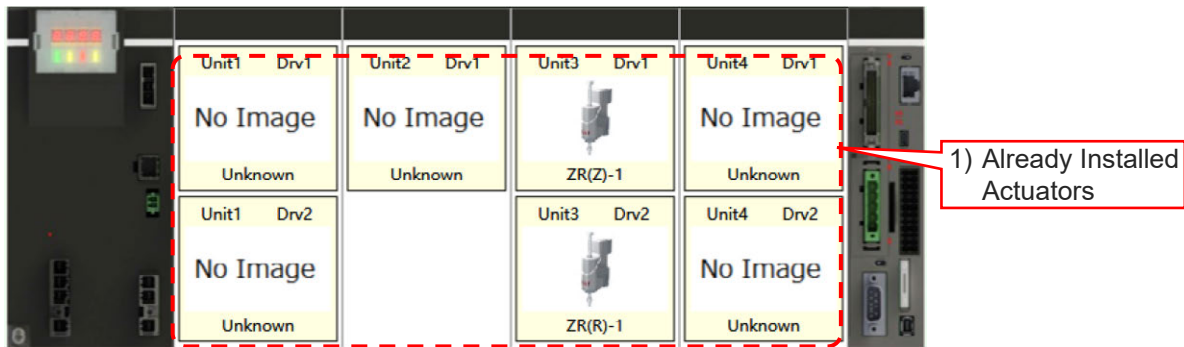 Unit1 Drv1
No Image
Unknown
Unit2 Drv1
No Image
Unknown
Unit3 Drv1
ZR(Z)-1
Unit4 Drv1
No Image
Unknown
1) Already Installed
Actuators
Unit1 Drv2
No Image
Unknown
Unit3 Drv2
ZR(R)-1
Unit4 Drv2
No Image
Unknown